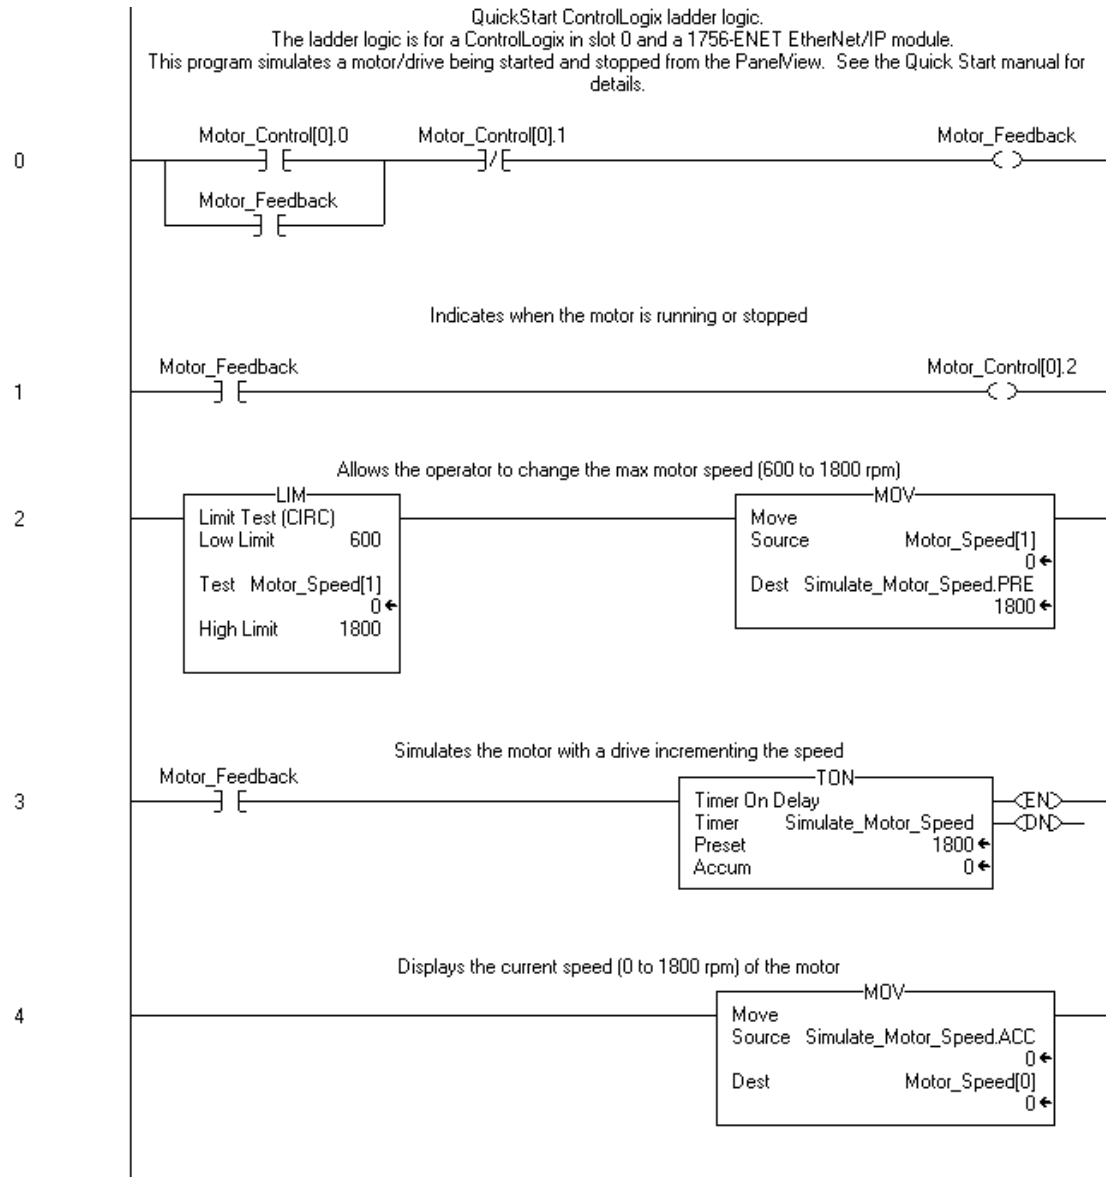 QuickStart ControlLogix ladder logic.
The ladder logic is for a ControlLogix in slot 0 and a 1756-ENET EtherNet/IP module.
This program simulates a motor/drive being started and stopped from the PanelView. See the Quick Start manual for
details.
Motor_Control[0].0 Motor_Control[0].1 Motor_Feedback
0
Motor_Feedback
Indicates when the motor is running or stopped
Motor_Feedback Motor_Control[0].2
1
Allows the operator to change the max motor speed (600 to 1800 rpm)
2
LIM
Limit Test (CIRC)
Low Limit 600
Test Motor_Speed[1]
0
High Limit 1800
MOV
Move
Source Motor_Speed[1]
0
Dest Simulate_Motor_Speed.PRE
1800
Simulates the motor with a drive incrementing the speed
Motor_Feedback
3
TON
Timer On Delay
Timer Simulate_Motor_Speed
Preset 1800
Accum 0
EN
DN
Displays the current speed (0 to 1800 rpm) of the motor
4
MOV
Move
Source Simulate_Motor_Speed.ACC
0
Dest Motor_Speed[0]
0